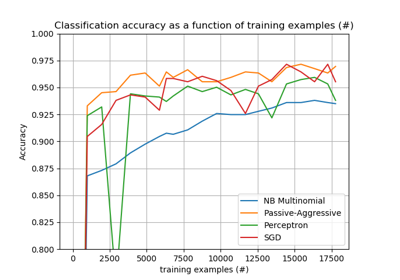 Classification accuracy as a function of training examples (#)
1.000
0.975
0.950
0.925
0.900
0.875
0.850
0.825
0.800
Accuracy
0 2500 5000 7500 10000 12500 15000 17500
training examples (#)
NB Multinomial
Passive-Aggressive
Perceptron
SGD